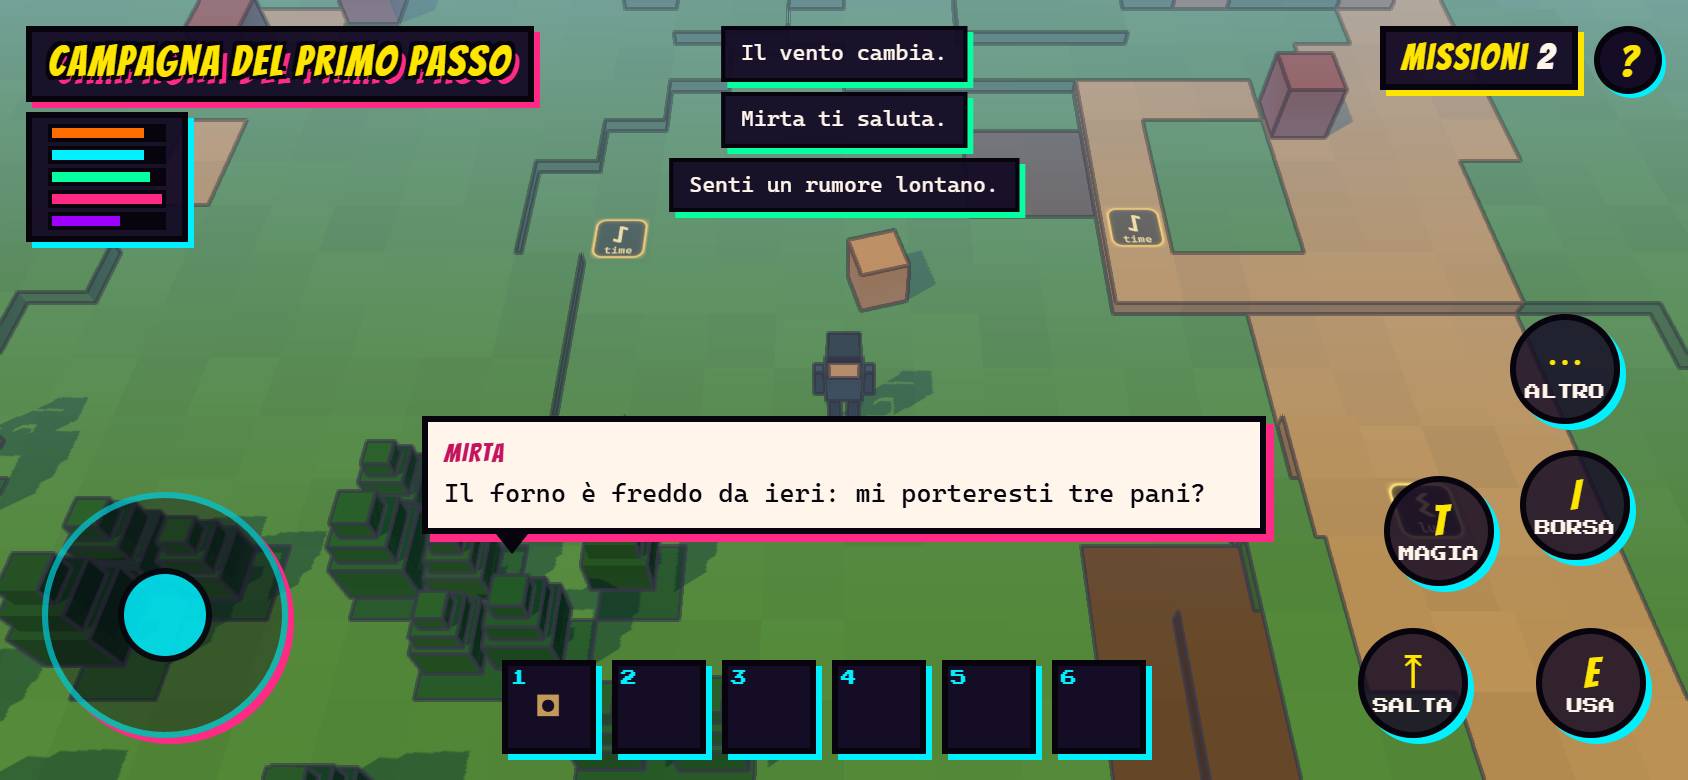 CAMPAGNA DEL PRIMO PASSO
Il vento cambia.
Mirta ti saluta.
Senti un rumore lontano.
MISSIONI 2
?
time
time
...
ALTRO
MIRTA
Il forno è freddo da ieri: mi porteresti tre pani?
I
BORSA
T
MAGIA
SALTA
E
USA
1
2
3
4
5
6